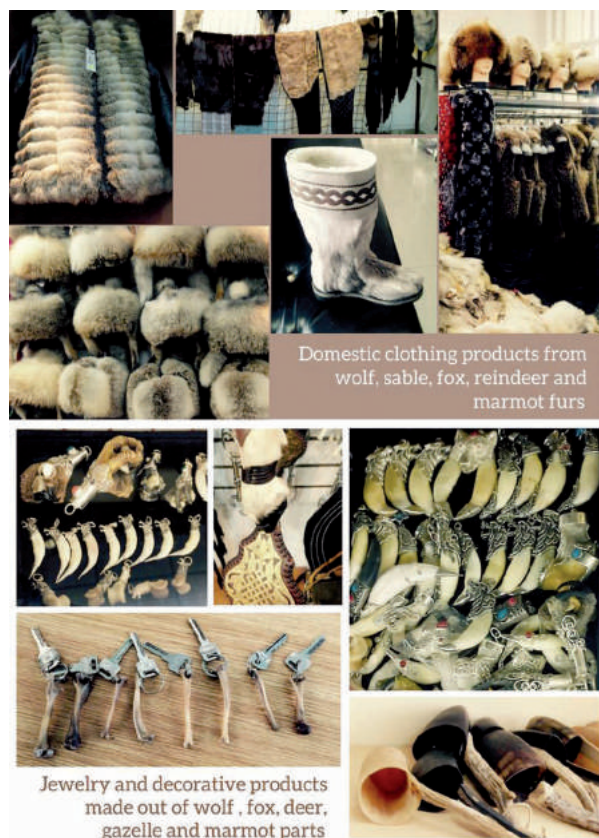 Domestic clothing products from
wolf, sable, fox, reindeer and
marmot furs
Jewelry and decorative products
made out of wolf , fox, deer,
gazelle and marmot parts